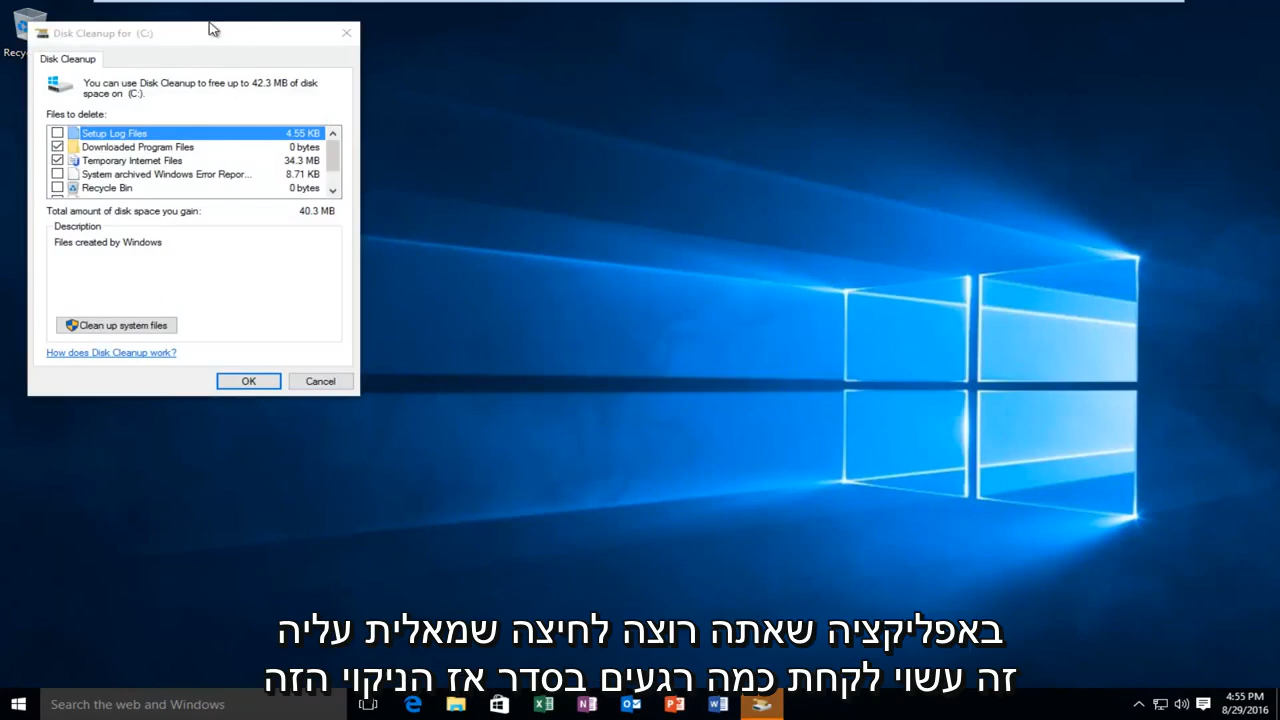 Recy
Disk Cleanup for (C:)
Disk Cleanup
You can use Disk Cleanup to free up to 42.3 MB of disk
space on (C:).
Files to delete:
Setup Log Files 4.55 KB
Downloaded Program Files 0 bytes
Temporary Internet Files 34.3 MB
System archived Windows Error Repor... 8.71 KB
Recycle Bin 0 bytes
Total amount of disk space you gain: 40.3 MB
Description
Files created by Windows
Clean up system files
How does Disk Cleanup work?
OK Cancel
באפליקציה שאתה רוצה לחיצה שמאלית עליה
זה עשוי לקחת כמה רגעים בסדר אז הניקוי הזה
Search the web and Windows
4:55 PM
8/29/2016